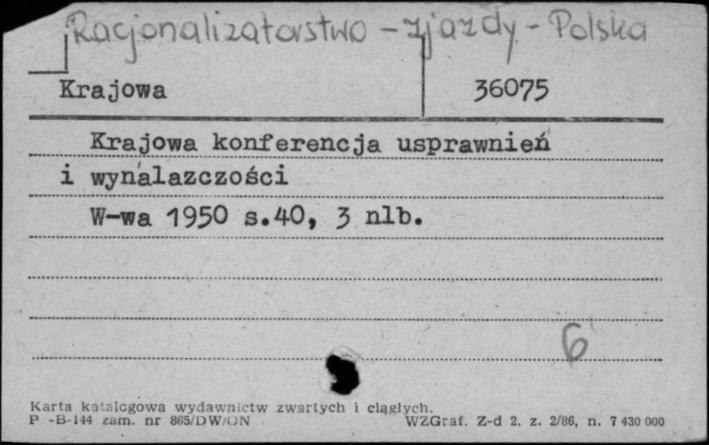 Racjonalizatorstwo - zjazdy - Polska
Krajowa 36075
Krajowa konferencja usprawnień
i wynalazczości
W-wa 1950 s.40, 3 nlb.
6
Karta katalogowa wydawnictw zwartych i ciągłych.
P -B-144 zam. nr 865/DW/ON WZGraf. Z-d 2, z. 2/86, n. 7 430 000